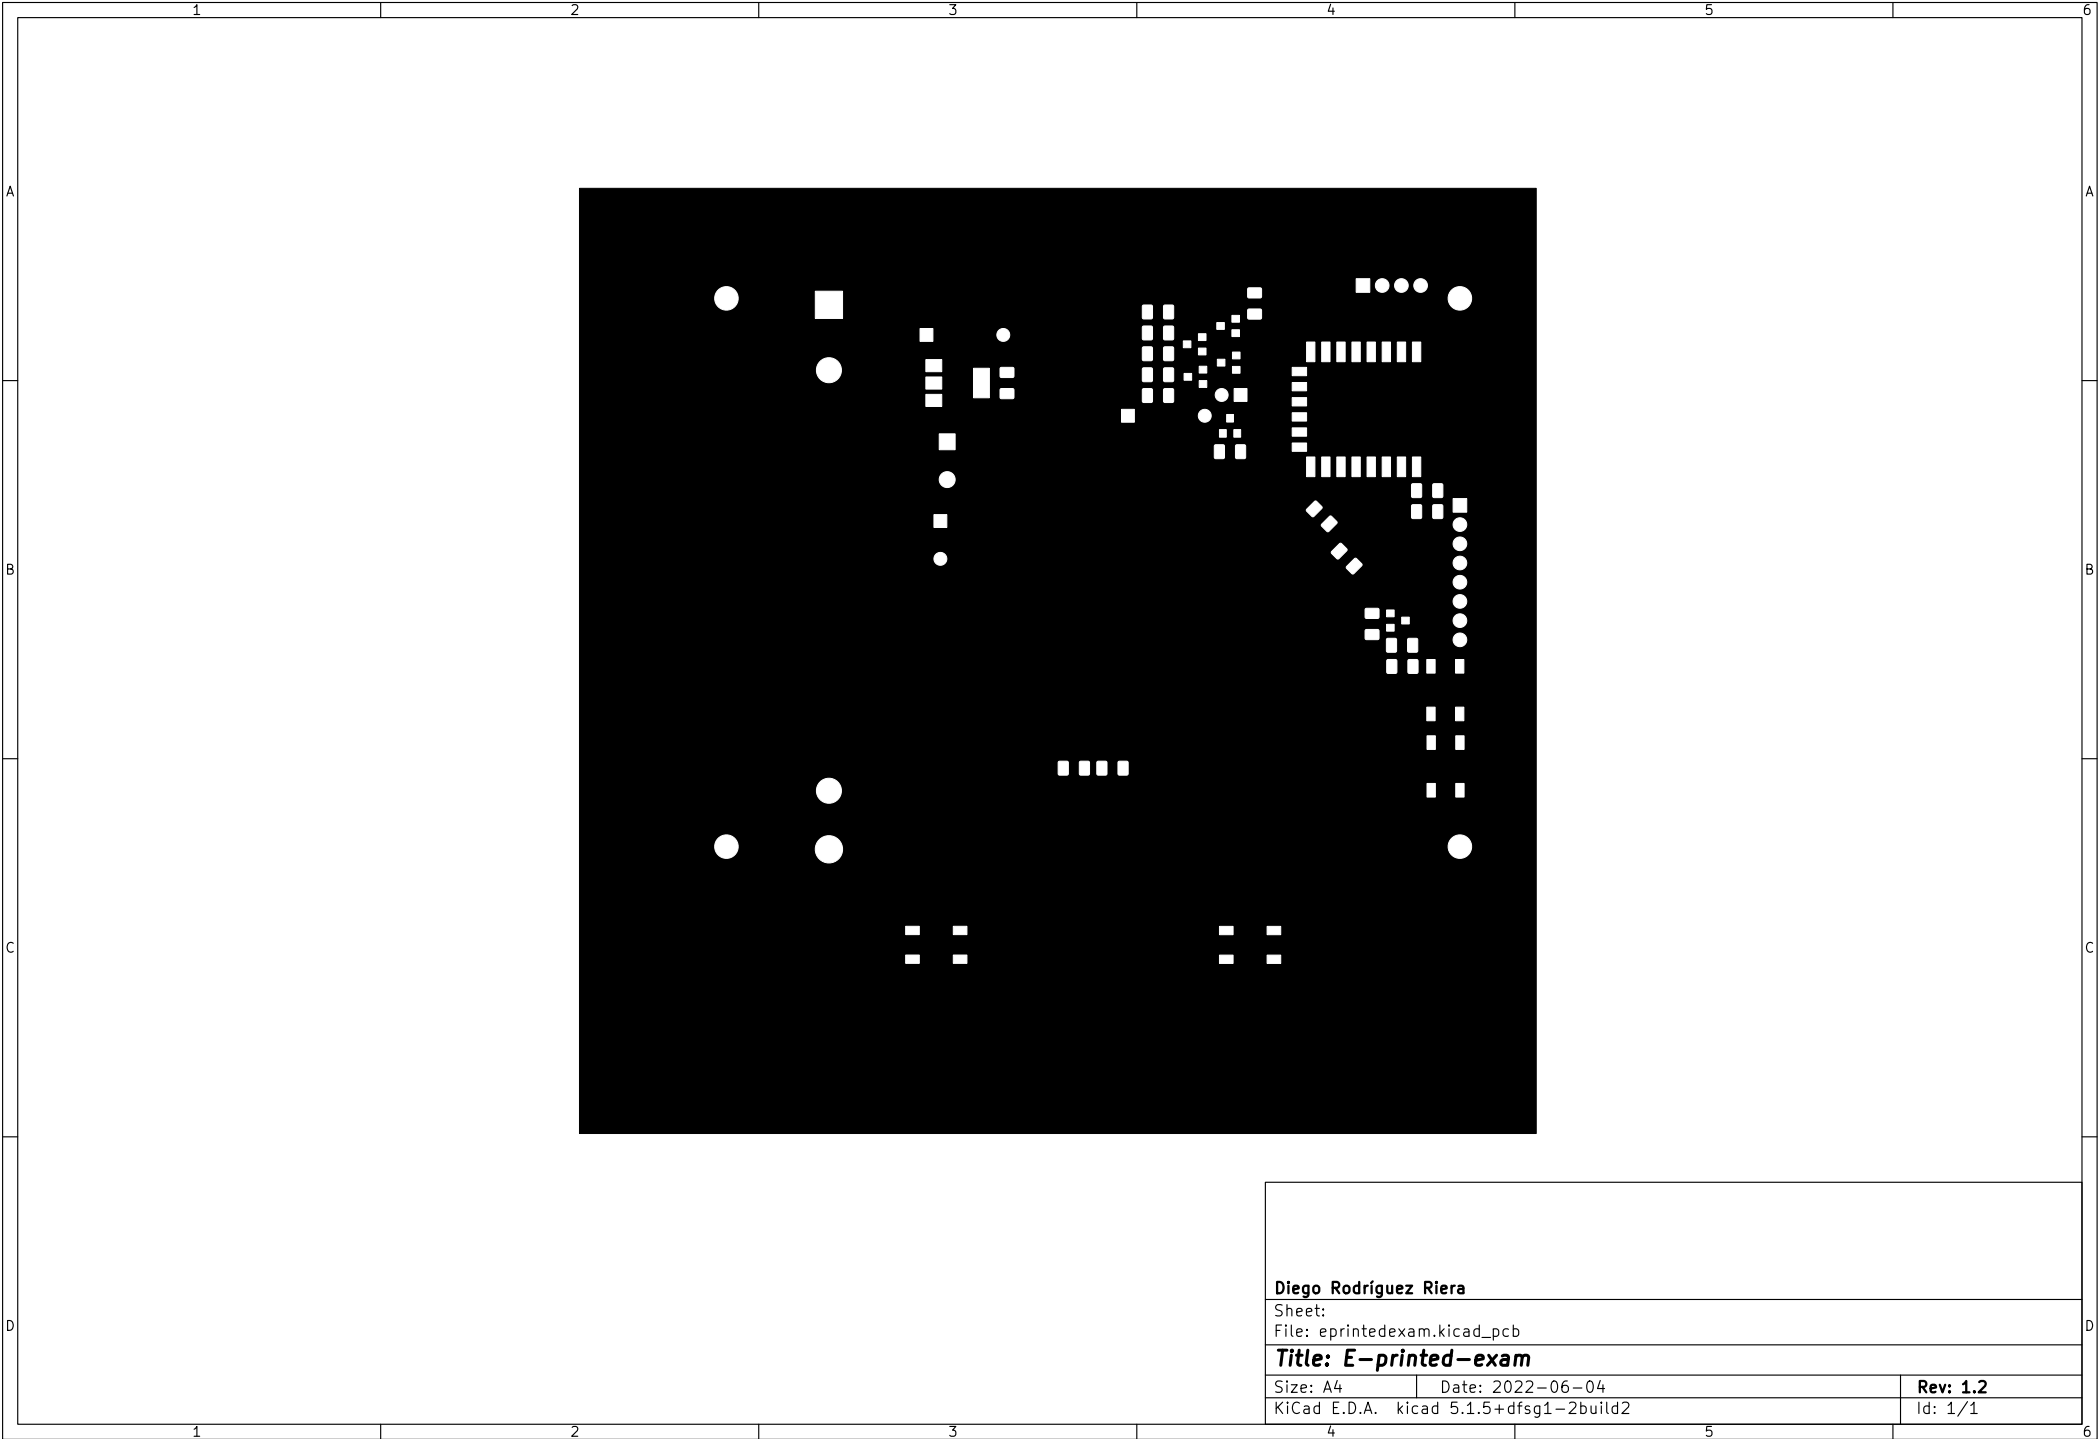 1 2 3 4 5 6
A A
B B
C C
Diego Rodríguez Riera
Sheet:
File: eprintedexam.kicad_pcb
D D
Title: E-printed-exam
Size: A4 Date: 2022-06-04 Rev: 1.2
KiCad E.D.A. kicad 5.1.5+dfsg1-2build2 Id: 1/1
1 2 3 4 5 6